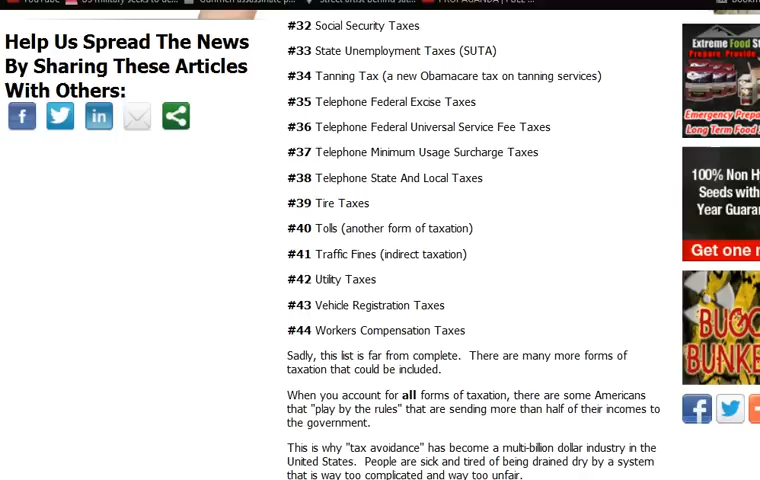 YouTube
Help Us Spread The News
By Sharing These Articles
With Others:
#32 Social Security Taxes
#33 State Unemployment Taxes (SUTA)
#34 Tanning Tax (a new Obamacare tax on tanning services)
#35 Telephone Federal Excise Taxes
#36 Telephone Federal Universal Service Fee Taxes
#37 Telephone Minimum Usage Surcharge Taxes
#38 Telephone State And Local Taxes
#39 Tire Taxes
#40 Tolls (another form of taxation)
#41 Traffic Fines (indirect taxation)
#42 Utility Taxes
#43 Vehicle Registration Taxes
#44 Workers Compensation Taxes
Sadly, this list is far from complete. There are many more forms of
taxation that could be included.
When you account for all forms of taxation, there are some Americans
that "play by the rules" that are sending more than half of their incomes to
the government.
This is why "tax avoidance" has become a multi-billion dollar industry in the
United States. People are sick and tired of being drained dry by a system
that is way too complicated and way too unfair.
Extreme Food
Prepare. Provide.
Emergency
Long Term Food
100% Non
Seeds with
Year
Get one